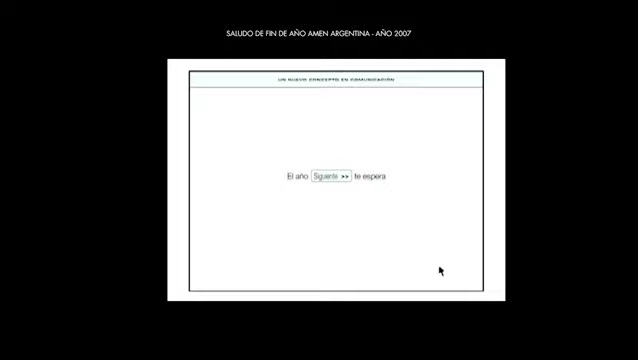 SALUDO DE FIN DE AÑO AMEN ARGENTINA - AÑO 2007
UN NUEVO CONCEPTO EN COMUNICACIÓN
El año Siguiente >> te espera